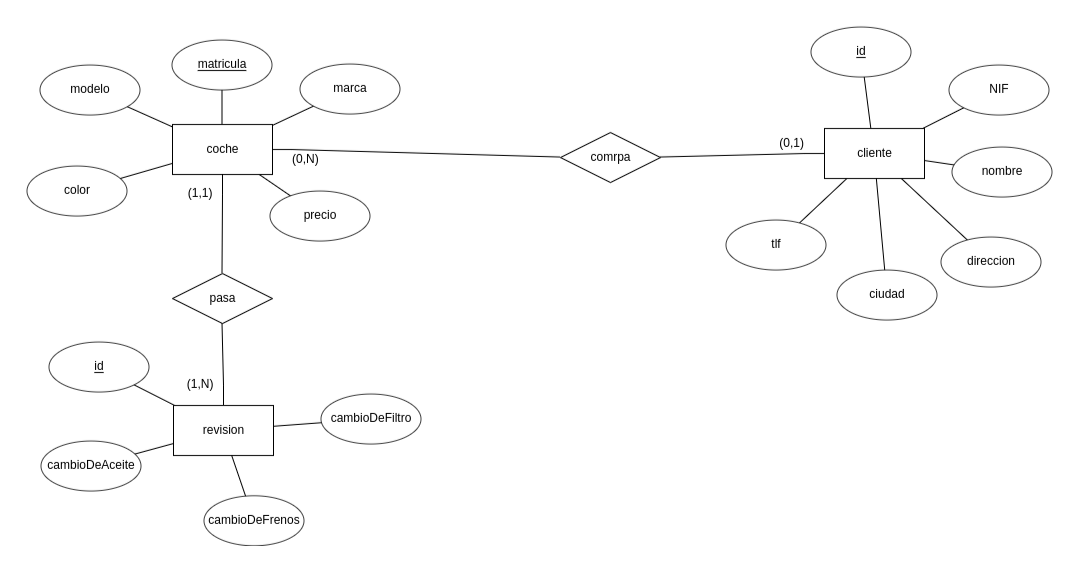 id
matricula
modelo
marca
NIF
coche
(0,N)
comrpa
(0,1)
cliente
nombre
color
(1,1)
precio
tlf
direccion
ciudad
pasa
id
(1,N)
cambioDeFiltro
revision
cambioDeAceite
cambioDeFrenos